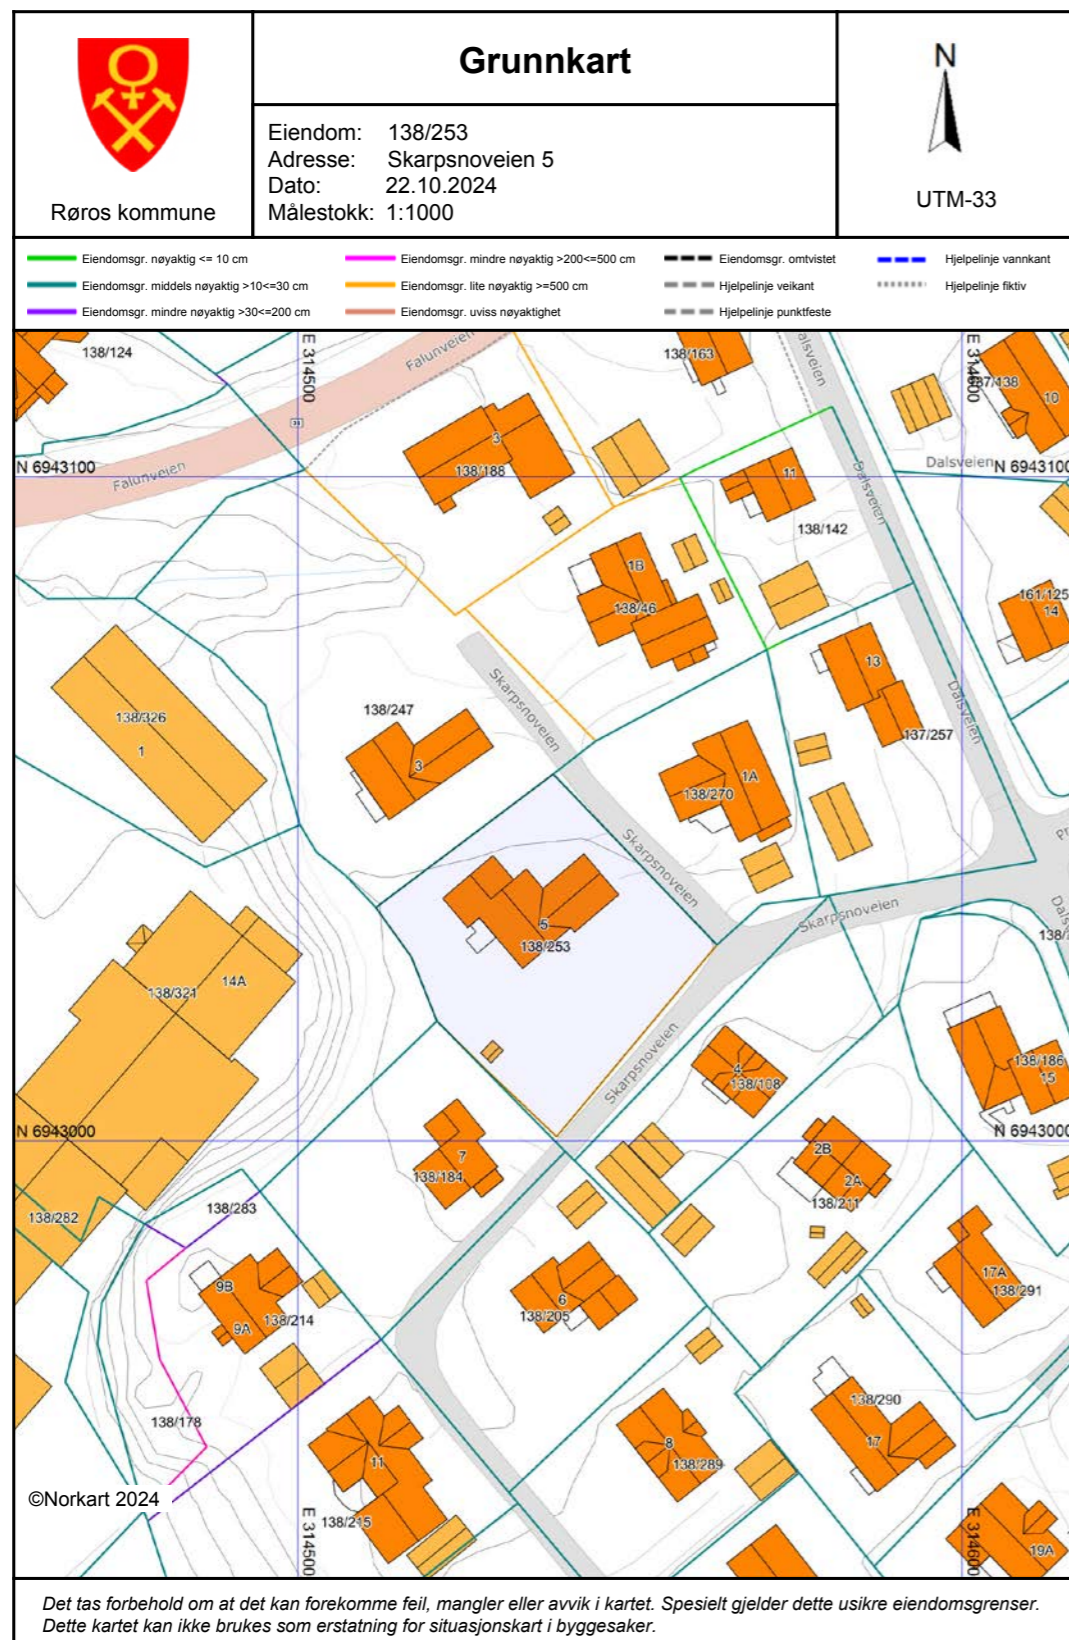 Røros kommune
Grunnkart
Eiendom: 138/253
Adresse: Skarpsnoveien 5
Dato: 22.10.2024
Målestokk: 1:1000
N
UTM-33
Eiendomsgr. nøyaktig <= 10 cm
Eiendomsgr. middels nøyaktig >10<=30 cm
Eiendomsgr. mindre nøyaktig >30<=200 cm
Eiendomsgr. mindre nøyaktig >200<=500 cm
Eiendomsgr. lite nøyaktig >=500 cm
Eiendomsgr. uviss nøyaktighet
Eiendomsgr. omtvistet
Hjelpelinje veikant
Hjelpelinje punktfeste
Hjelpelinje vannkant
Hjelpelinje fiktiv
138/124
E 314500
Falunveien
138/163
Dalsveien
E 314600
/138
10
N 6943100
Falunveien
3
138/188
11
Dalsveien
Dalsveien
N 6943100
138/142
1B
138/46
161/125
14
13
Skarpsnoveien
Dalsveien
138/247
138/326
1
3
137/257
1A
138/270
Skarpsnoveien
5
138/253
Skarpsnoveien
14A
138/321
Skarpsnoveien
4
138/108
138/186
15
N 6943000
N 6943000
7
138/184
2B
2A
138/211
138/283
138/282
9B
9A
138/214
6
138/205
17A
138/291
138/178
138/290
17
8
138/289
11
138/215
19A
E 314500
E 314600
©Norkart 2024
Det tas forbehold om at det kan forekomme feil, mangler eller avvik i kartet. Spesielt gjelder dette usikre eiendomsgrenser.
Dette kartet kan ikke brukes som erstatning for situasjonskart i byggesaker.